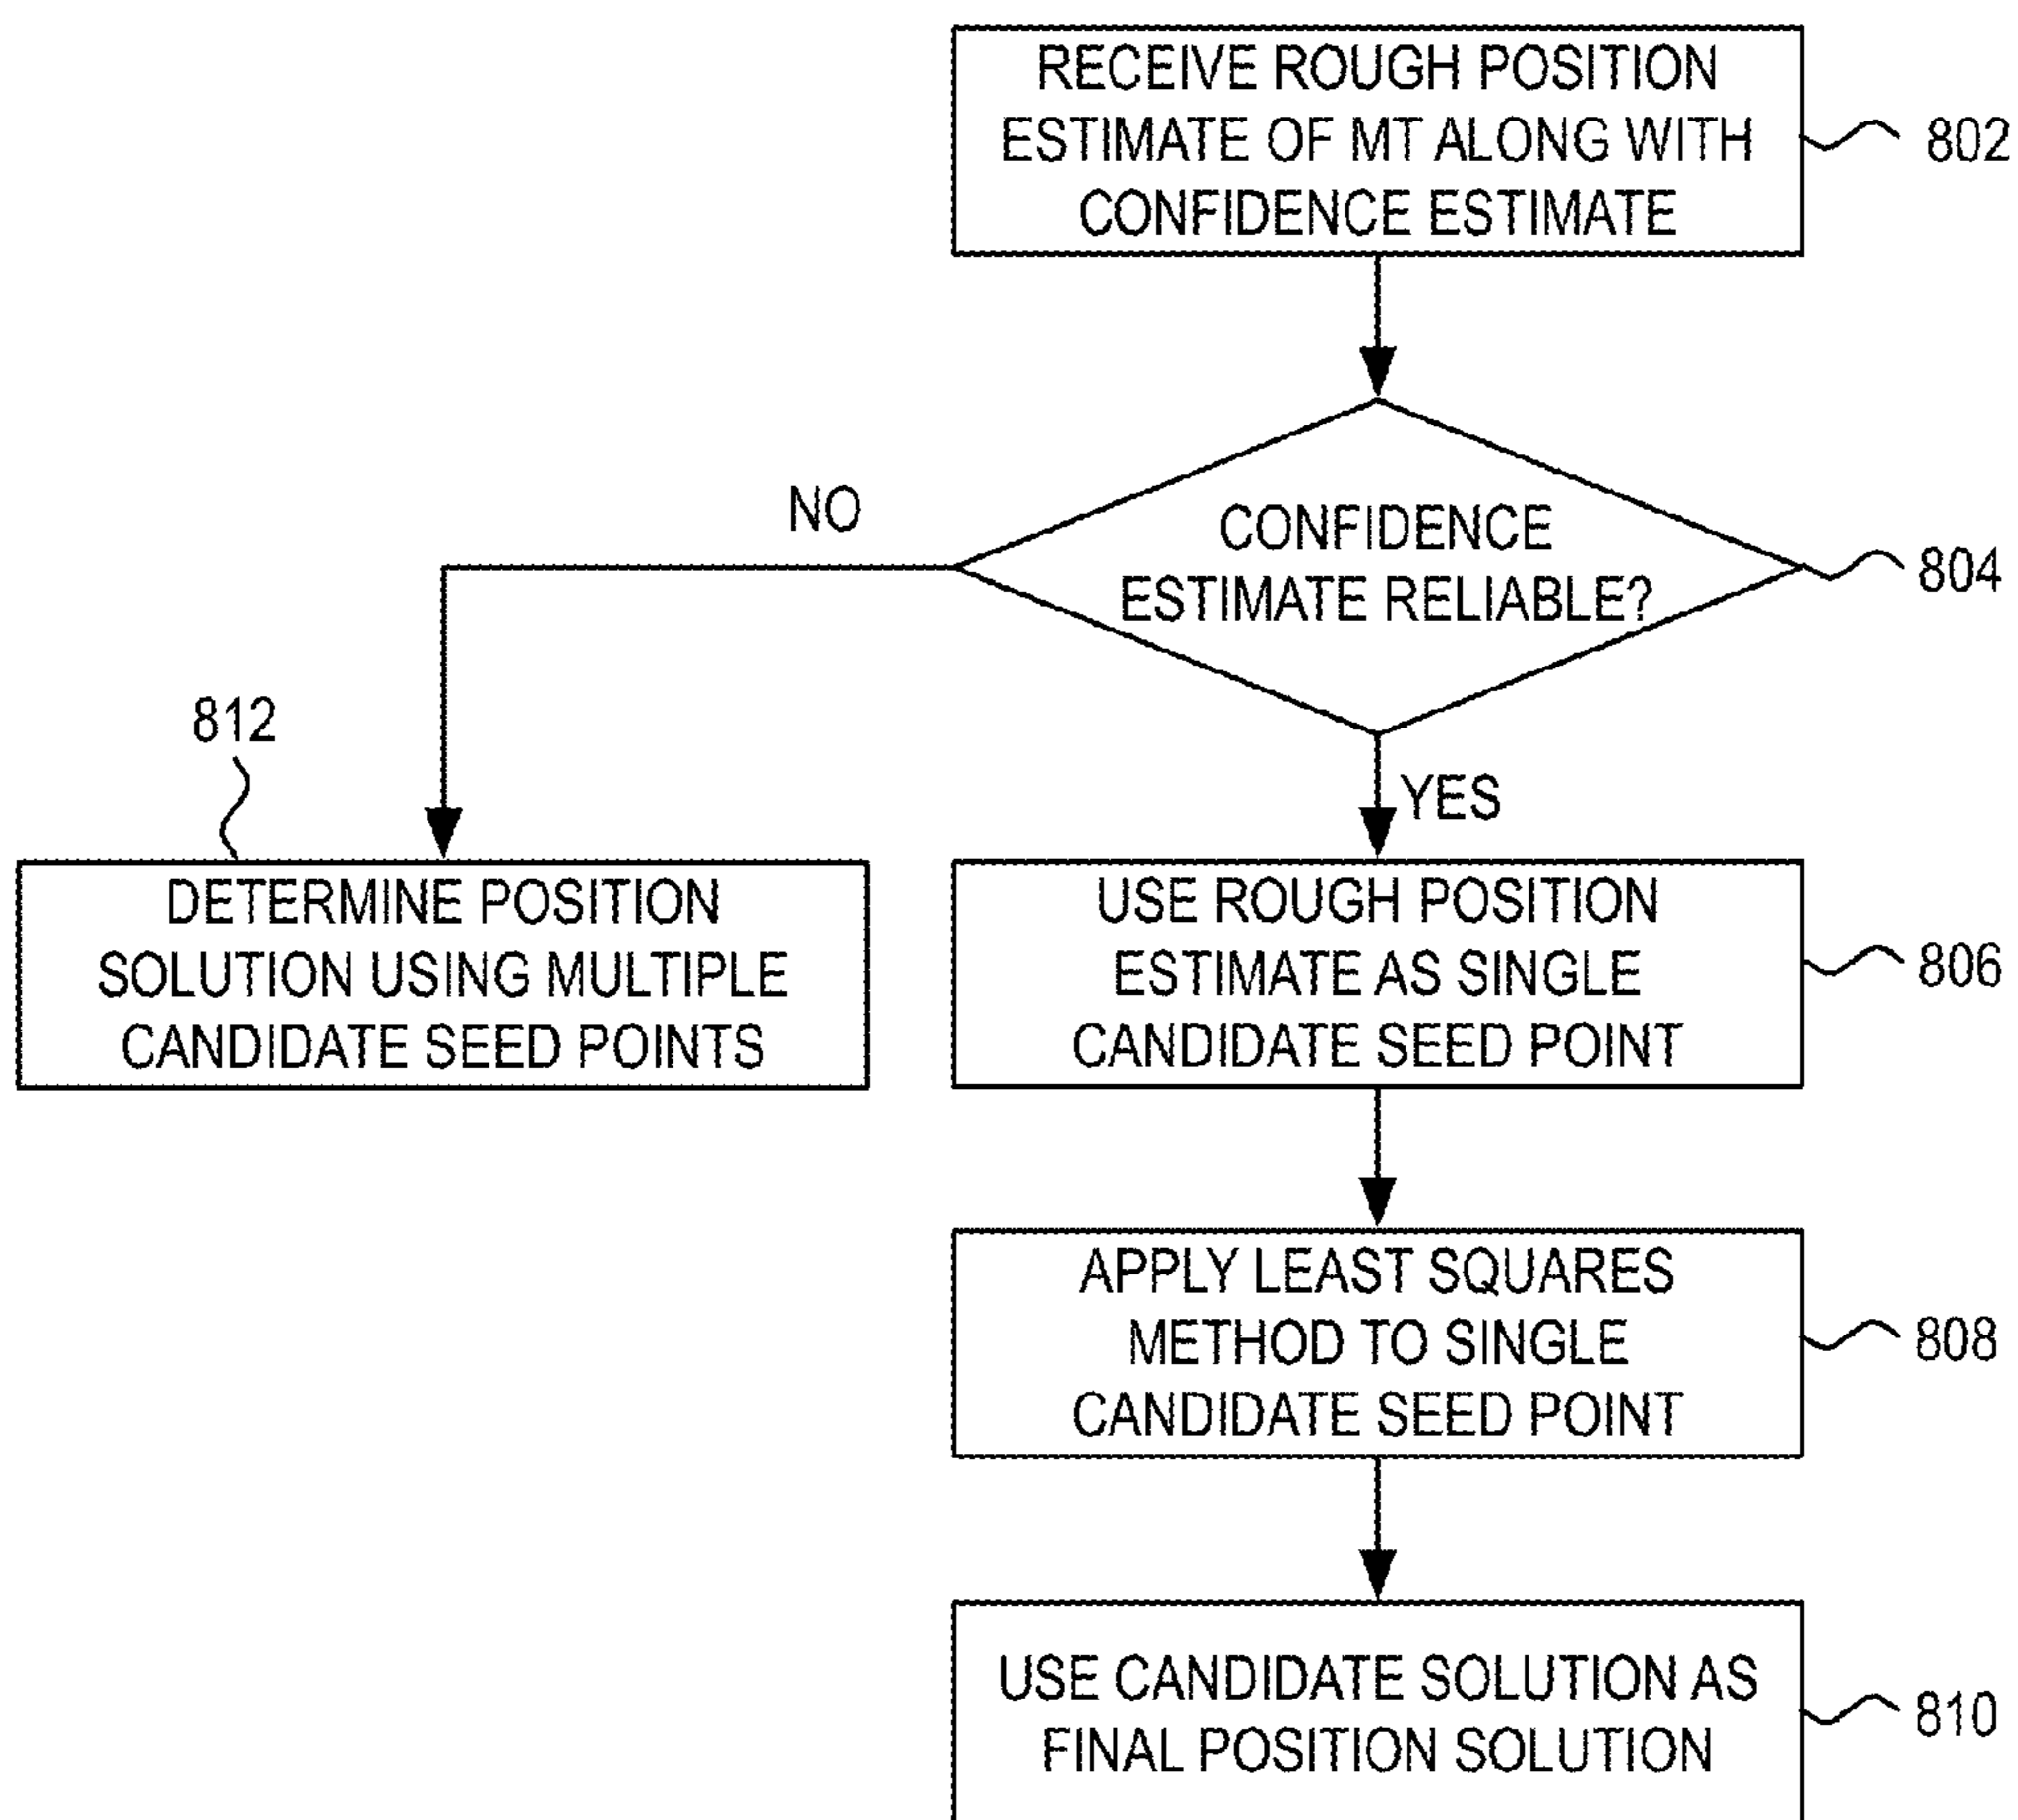 RECEIVE ROUGH POSITION
ESTIMATE OF MT ALONG WITH
CONFIDENCE ESTIMATE
802
CONFIDENCE
ESTIMATE RELIABLE?
804
NO
YES
812
DETERMINE POSITION
SOLUTION USING MULTIPLE
CANDIDATE SEED POINTS
USE ROUGH POSITION
ESTIMATE AS SINGLE
CANDIDATE SEED POINT
806
APPLY LEAST SQUARES
METHOD TO SINGLE
CANDIDATE SEED POINT
808
USE CANDIDATE SOLUTION AS
FINAL POSITION SOLUTION
810